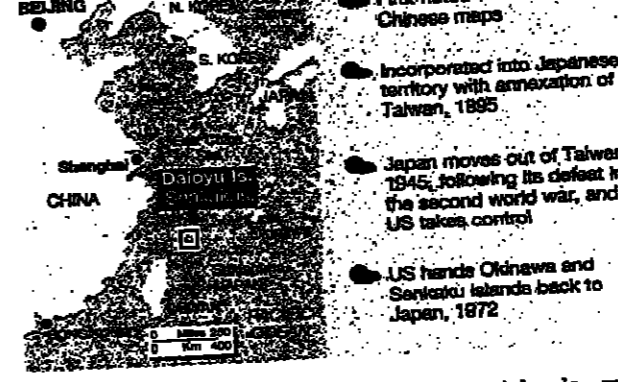 BEIJING
N. KOREA
S. KOREA
JAPAN
Shanghai
CHINA
Daioyu Is.
0 Miles 200
0 Km 400
Chinese maps
Incorporated into Japanese
territory with annexation of
Taiwan, 1895
Japan moves out of Taiwan
1945, following its defeat in
the second world war, and
US takes control
US hands Okinawa and
Senkaku islands back to
Japan, 1972